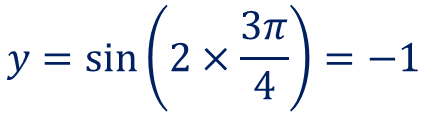 y = sin(2 × 3π/4) = −1